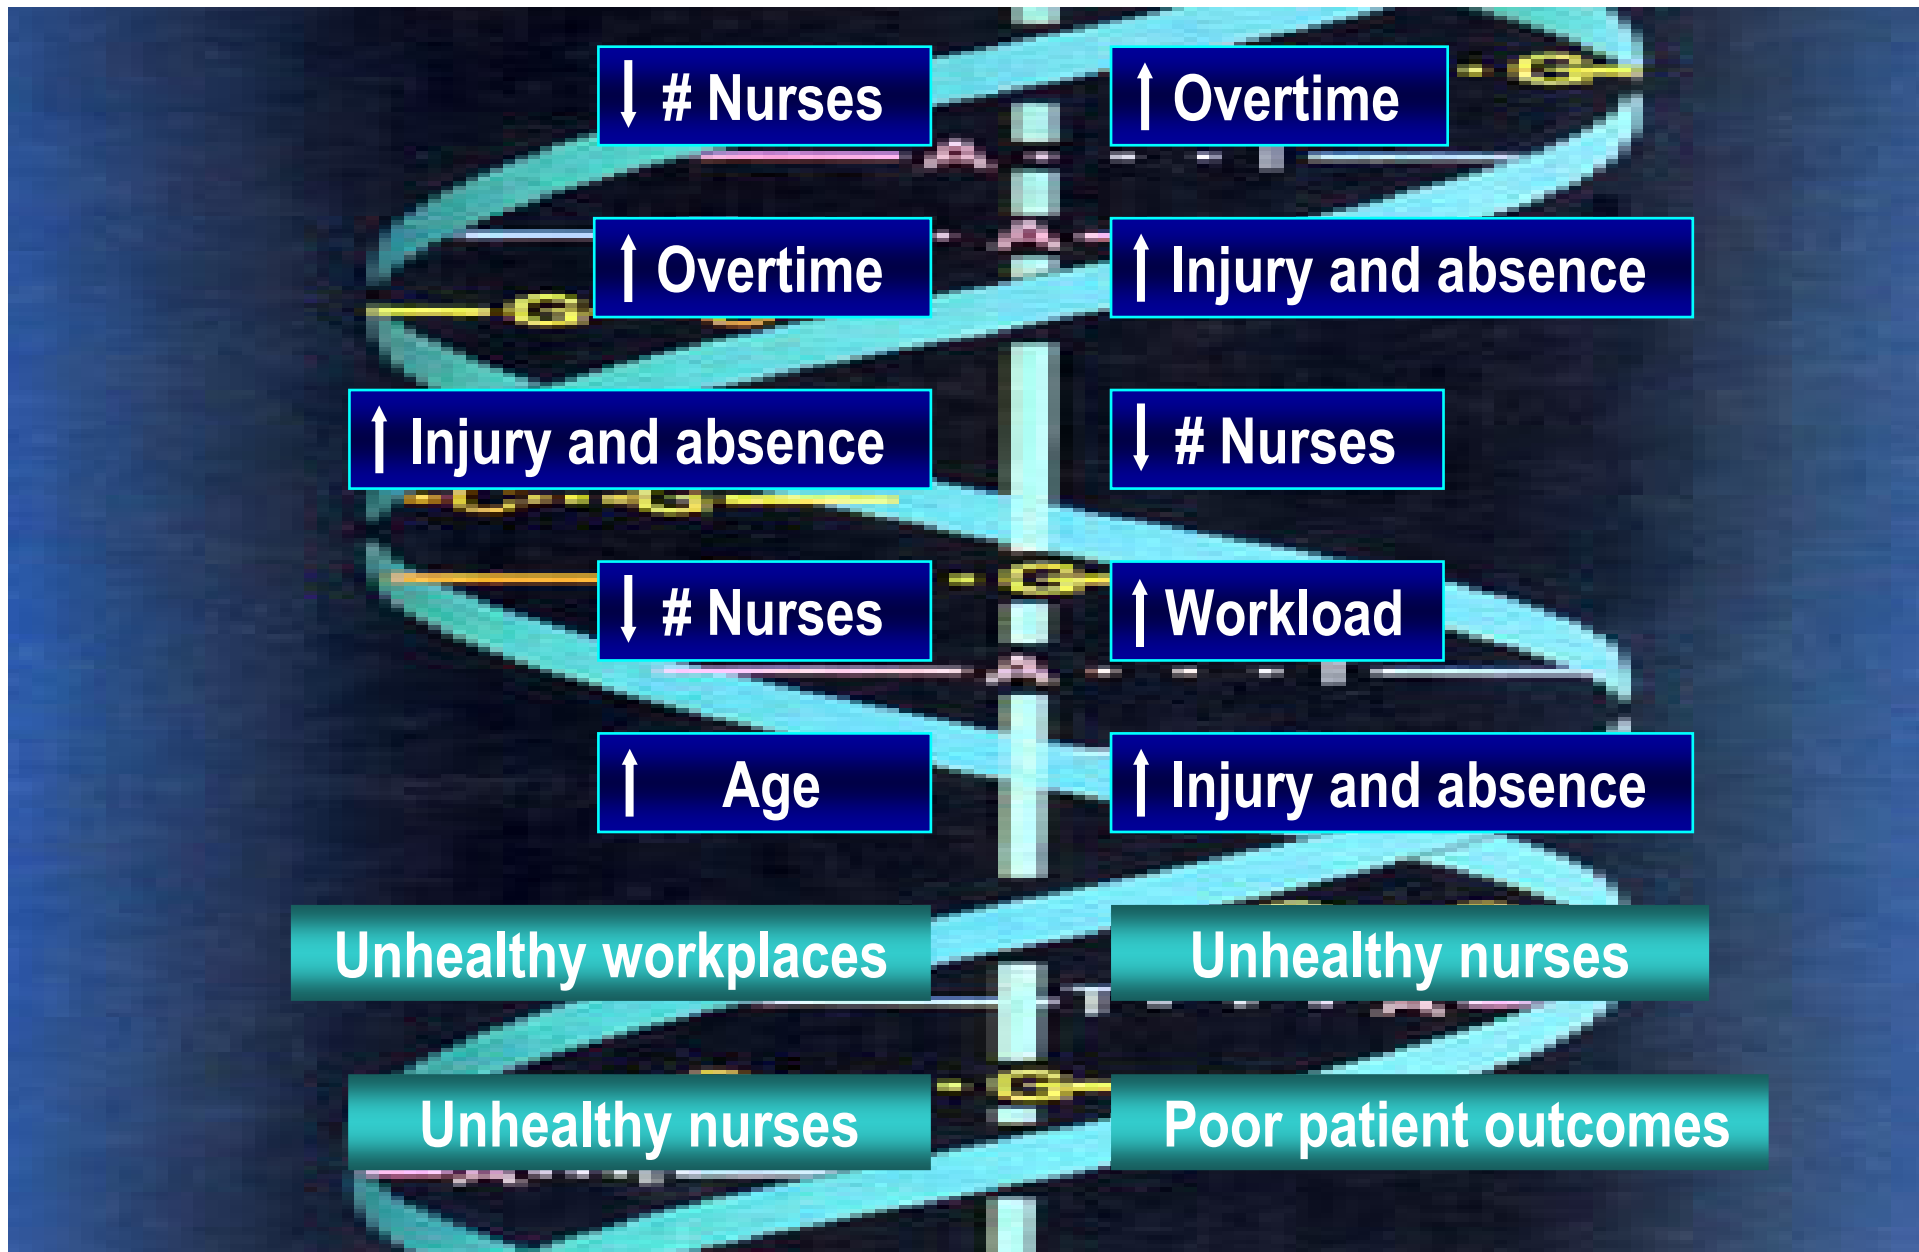 ↓ # Nurses ↑ Overtime
↑ Overtime ↑ Injury and absence
↑ Injury and absence ↓ # Nurses
↓ # Nurses ↑ Workload
↑ Age ↑ Injury and absence
Unhealthy workplaces Unhealthy nurses
Unhealthy nurses Poor patient outcomes